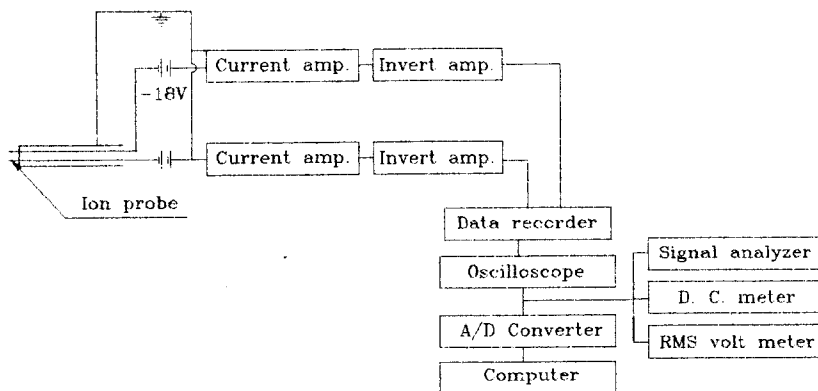 Current amp.
Invert amp.
-18V
Current amp.
Invert amp.
Ion probe
Data recorder
Signal analyzer
Oscilloscope
D. C. meter
A/D Converter
RMS volt meter
Computer